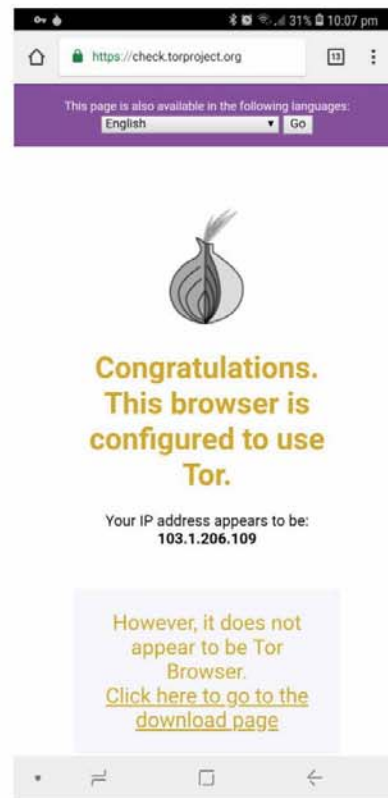 31% 10:07 pm
https://check.torproject.org
13
This page is also available in the following languages:
English Go
Congratulations.
This browser is
configured to use
Tor.
Your IP address appears to be:
103.1.206.109
However, it does not
appear to be Tor
Browser.
Click here to go to the
download page